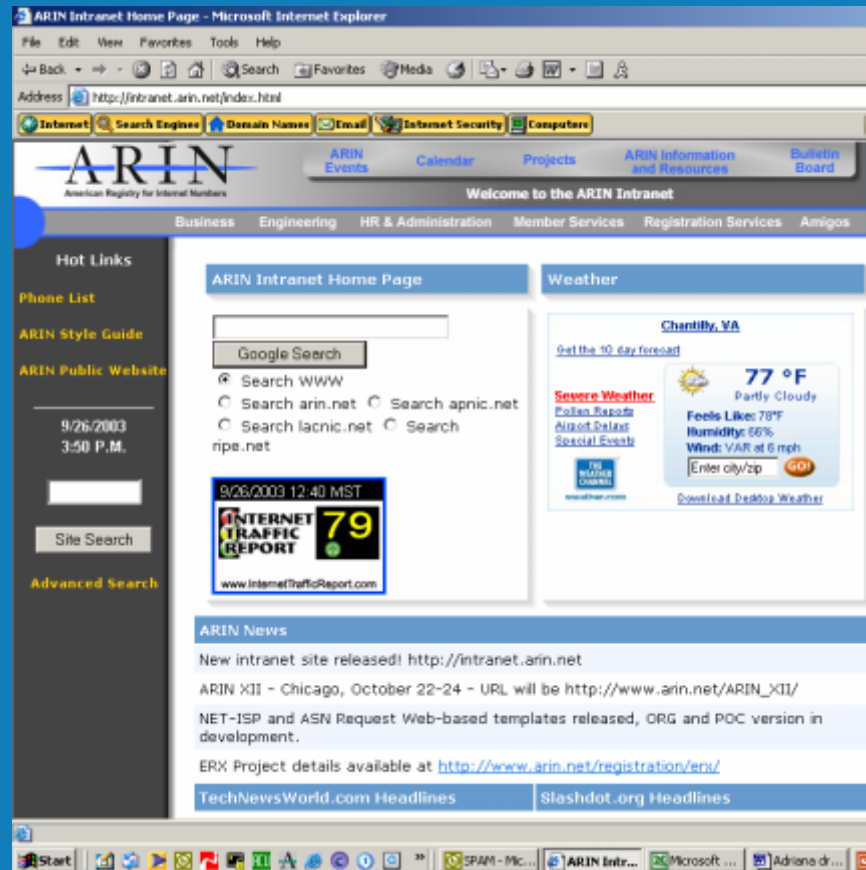 ARIN Intranet Home Page - Microsoft Internet Explorer
File Edit View Favorites Tools Help
Back Search Favorites Media
Address http://intranet.arin.net/index.html
Internet Search Engines Domain Names Email Internet Security Computers
ARIN
American Registry for Internet Numbers
ARIN Events Calendar Projects ARIN Information and Resources Bulletin Board
Welcome to the ARIN Intranet
Business Engineering HR & Administration Member Services Registration Services Amigos
Hot Links
Phone List
ARIN Style Guide
ARIN Public Website
9/26/2003
3:50 P.M.
Site Search
Advanced Search
ARIN Intranet Home Page
Google Search
Search WWW
Search arin.net Search apnic.net
Search lacnic.net Search
ripe.net
9/26/2003 12:40 MST
INTERNET
TRAFFIC
REPORT
79
www.InternetTrafficReport.com
Weather
Chantilly, VA
Get the 10 day forecast
Severe Weather
Pollen Reports
Airport Delays
Special Events
THE
WEATHER
CHANNEL
weather.com
77 °F
Partly Cloudy
Feels Like: 78°F
Humidity: 66%
Wind: VAR at 6 mph
Enter city/zip GO!
Download Desktop Weather
ARIN News
New intranet site released! http://intranet.arin.net
ARIN XII - Chicago, October 22-24 - URL will be http://www.arin.net/ARIN_XII/
NET-ISP and ASN Request Web-based templates released, ORG and POC version in
development.
ERX Project details available at http://www.arin.net/registration/erx/
TechNewsWorld.com Headlines Slashdot.org Headlines
Start SPAM - Mic... ARIN Intr... Microsoft ... Adriana dr...